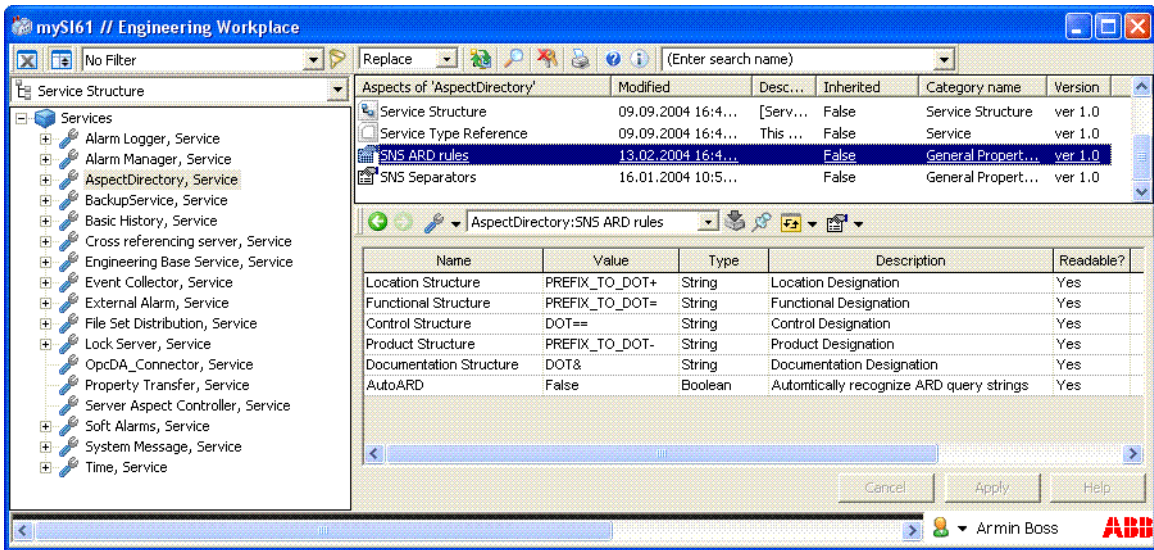 mySI61 // Engineering Workplace
No Filter
Replace
(Enter search name)
Service Structure
Services
Alarm Logger, Service
Alarm Manager, Service
AspectDirectory, Service
BackupService, Service
Basic History, Service
Cross referencing server, Service
Engineering Base Service, Service
Event Collector, Service
External Alarm, Service
File Set Distribution, Service
Lock Server, Service
OpcDA_Connector, Service
Property Transfer, Service
Server Aspect Controller, Service
Soft Alarms, Service
System Message, Service
Time, Service
Aspects of 'AspectDirectory' Modified Desc... Inherited Category name Version
Service Structure 09.09.2004 16:4... [Serv... False Service Structure ver 1.0
Service Type Reference 09.09.2004 16:4... This ... False Service ver 1.0
SNS ARD rules 13.02.2004 16:4... False General Propert... ver 1.0
SNS Separators 16.01.2004 10:5... False General Propert... ver 1.0
AspectDirectory:SNS ARD rules
Name Value Type Description Readable?
Location Structure PREFIX_TO_DOT+ String Location Designation Yes
Functional Structure PREFIX_TO_DOT= String Functional Designation Yes
Control Structure DOT== String Control Designation Yes
Product Structure PREFIX_TO_DOT- String Product Designation Yes
Documentation Structure DOT& String Documentation Designation Yes
AutoARD False Boolean Automtically recognize ARD query strings Yes
Cancel Apply Help
Armin Boss ABB